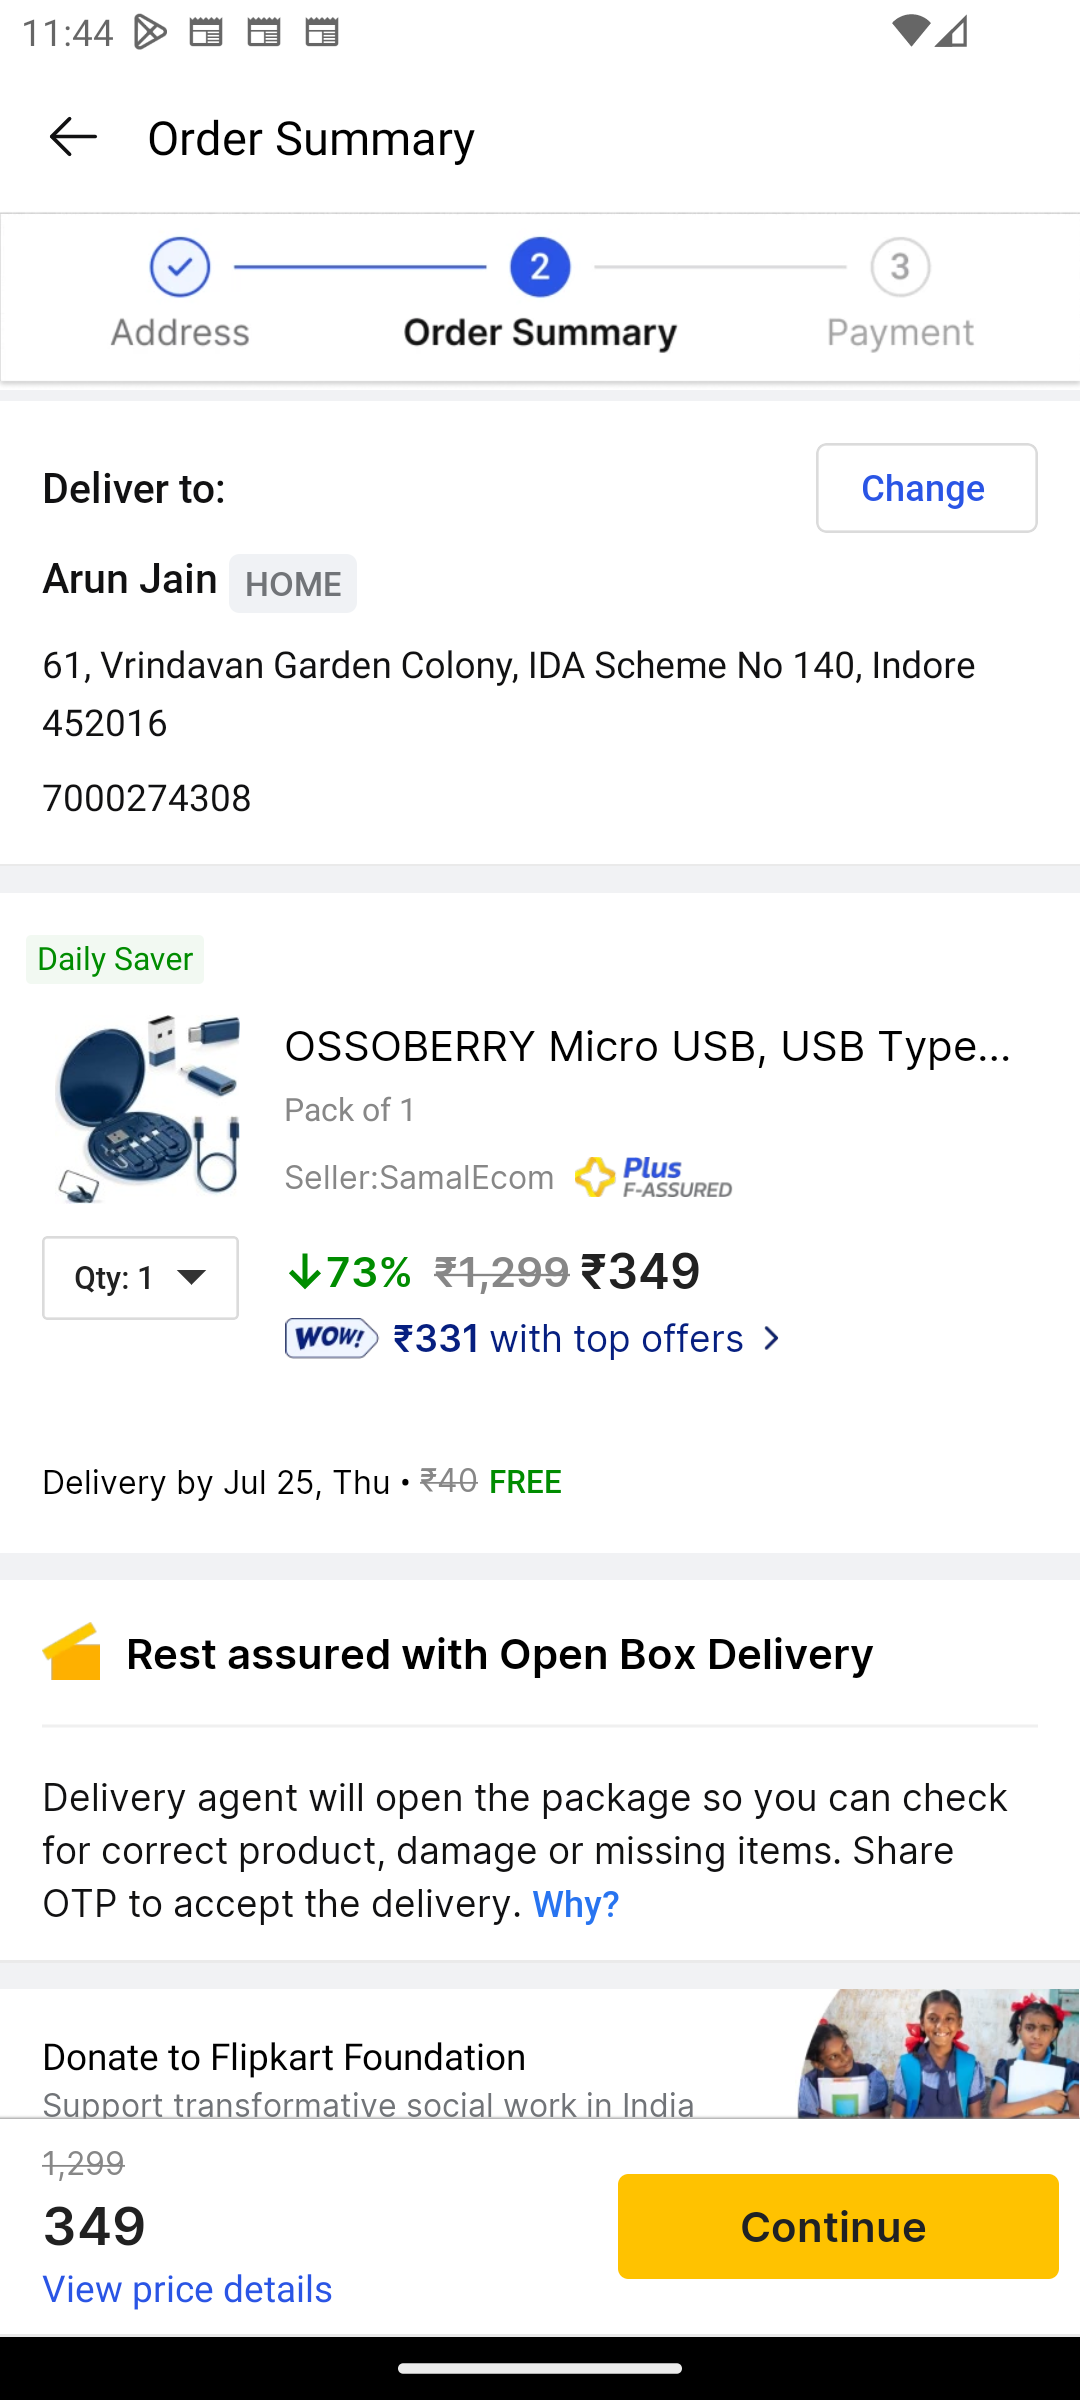 11:44
Order Summary
2
3
Address
Order Summary
Payment
Deliver to:
Change
Arun Jain HOME
61, Vrindavan Garden Colony, IDA Scheme No 140, Indore
452016
7000274308
Daily Saver
OSSOBERRY Micro USB, USB Type...
Pack of 1
Seller:SamalEcom Plus F-ASSURED
Qty: 1
↓73% ₹1,299 ₹349
WOW! ₹331 with top offers >
Delivery by Jul 25, Thu • ₹40 FREE
Rest assured with Open Box Delivery
Delivery agent will open the package so you can check
for correct product, damage or missing items. Share
OTP to accept the delivery. Why?
Donate to Flipkart Foundation
Support transformative social work in India
1,299
349
Continue
View price details